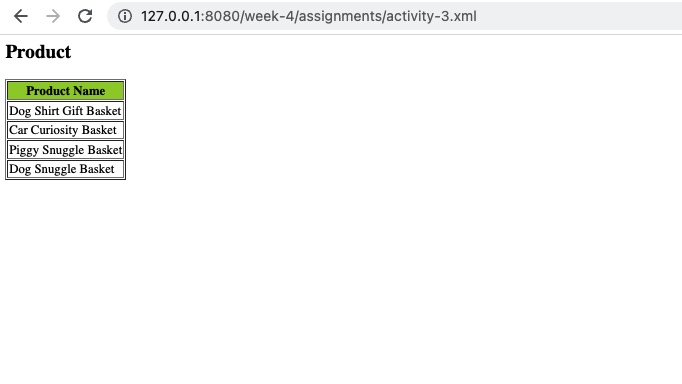 127.0.0.1:8080/week-4/assignments/activity-3.xml
Product
Product Name
Dog Shirt Gift Basket
Car Curiosity Basket
Piggy Snuggle Basket
Dog Snuggle Basket